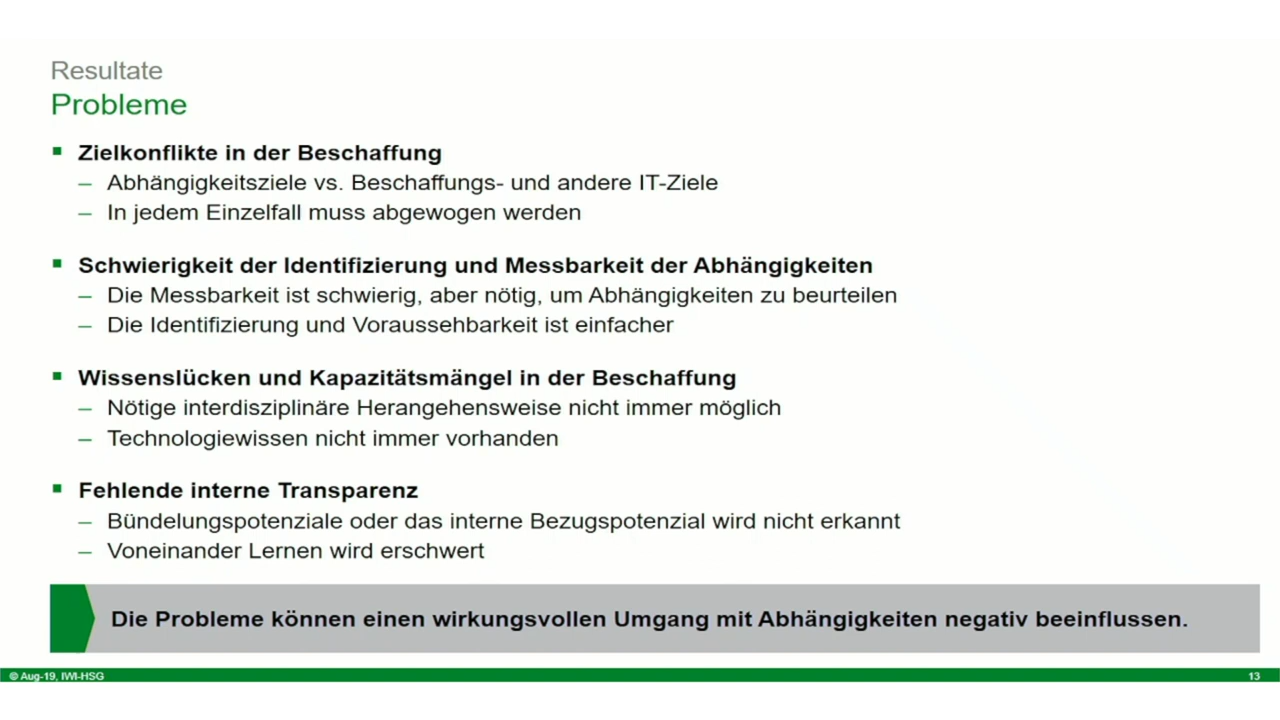 Resultate
Probleme
▪ Zielkonflikte in der Beschaffung
– Abhängigkeitsziele vs. Beschaffungs- und andere IT-Ziele
– In jedem Einzelfall muss abgewogen werden
▪ Schwierigkeit der Identifizierung und Messbarkeit der Abhängigkeiten
– Die Messbarkeit ist schwierig, aber nötig, um Abhängigkeiten zu beurteilen
– Die Identifizierung und Voraussehbarkeit ist einfacher
▪ Wissenslücken und Kapazitätsmängel in der Beschaffung
– Nötige interdisziplinäre Herangehensweise nicht immer möglich
– Technologiewissen nicht immer vorhanden
▪ Fehlende interne Transparenz
– Bündelungspotenziale oder das interne Bezugspotenzial wird nicht erkannt
– Voneinander Lernen wird erschwert
Die Probleme können einen wirkungsvollen Umgang mit Abhängigkeiten negativ beeinflussen.
© Aug-19, IWI-HSG 13